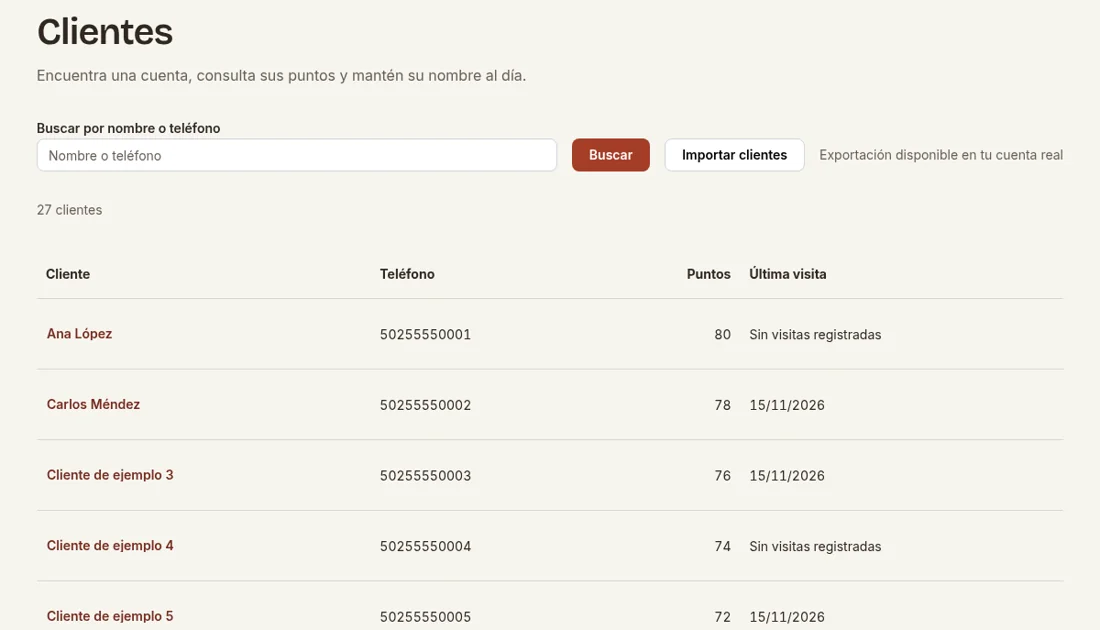 Clientes
Encuentra una cuenta, consulta sus puntos y mantén su nombre al día.
Buscar por nombre o teléfono
Nombre o teléfono Buscar Importar clientes Exportación disponible en tu cuenta real
27 clientes
Cliente Teléfono Puntos Última visita
Ana López 50255550001 80 Sin visitas registradas
Carlos Méndez 50255550002 78 15/11/2026
Cliente de ejemplo 3 50255550003 76 15/11/2026
Cliente de ejemplo 4 50255550004 74 Sin visitas registradas
Cliente de ejemplo 5 50255550005 72 15/11/2026